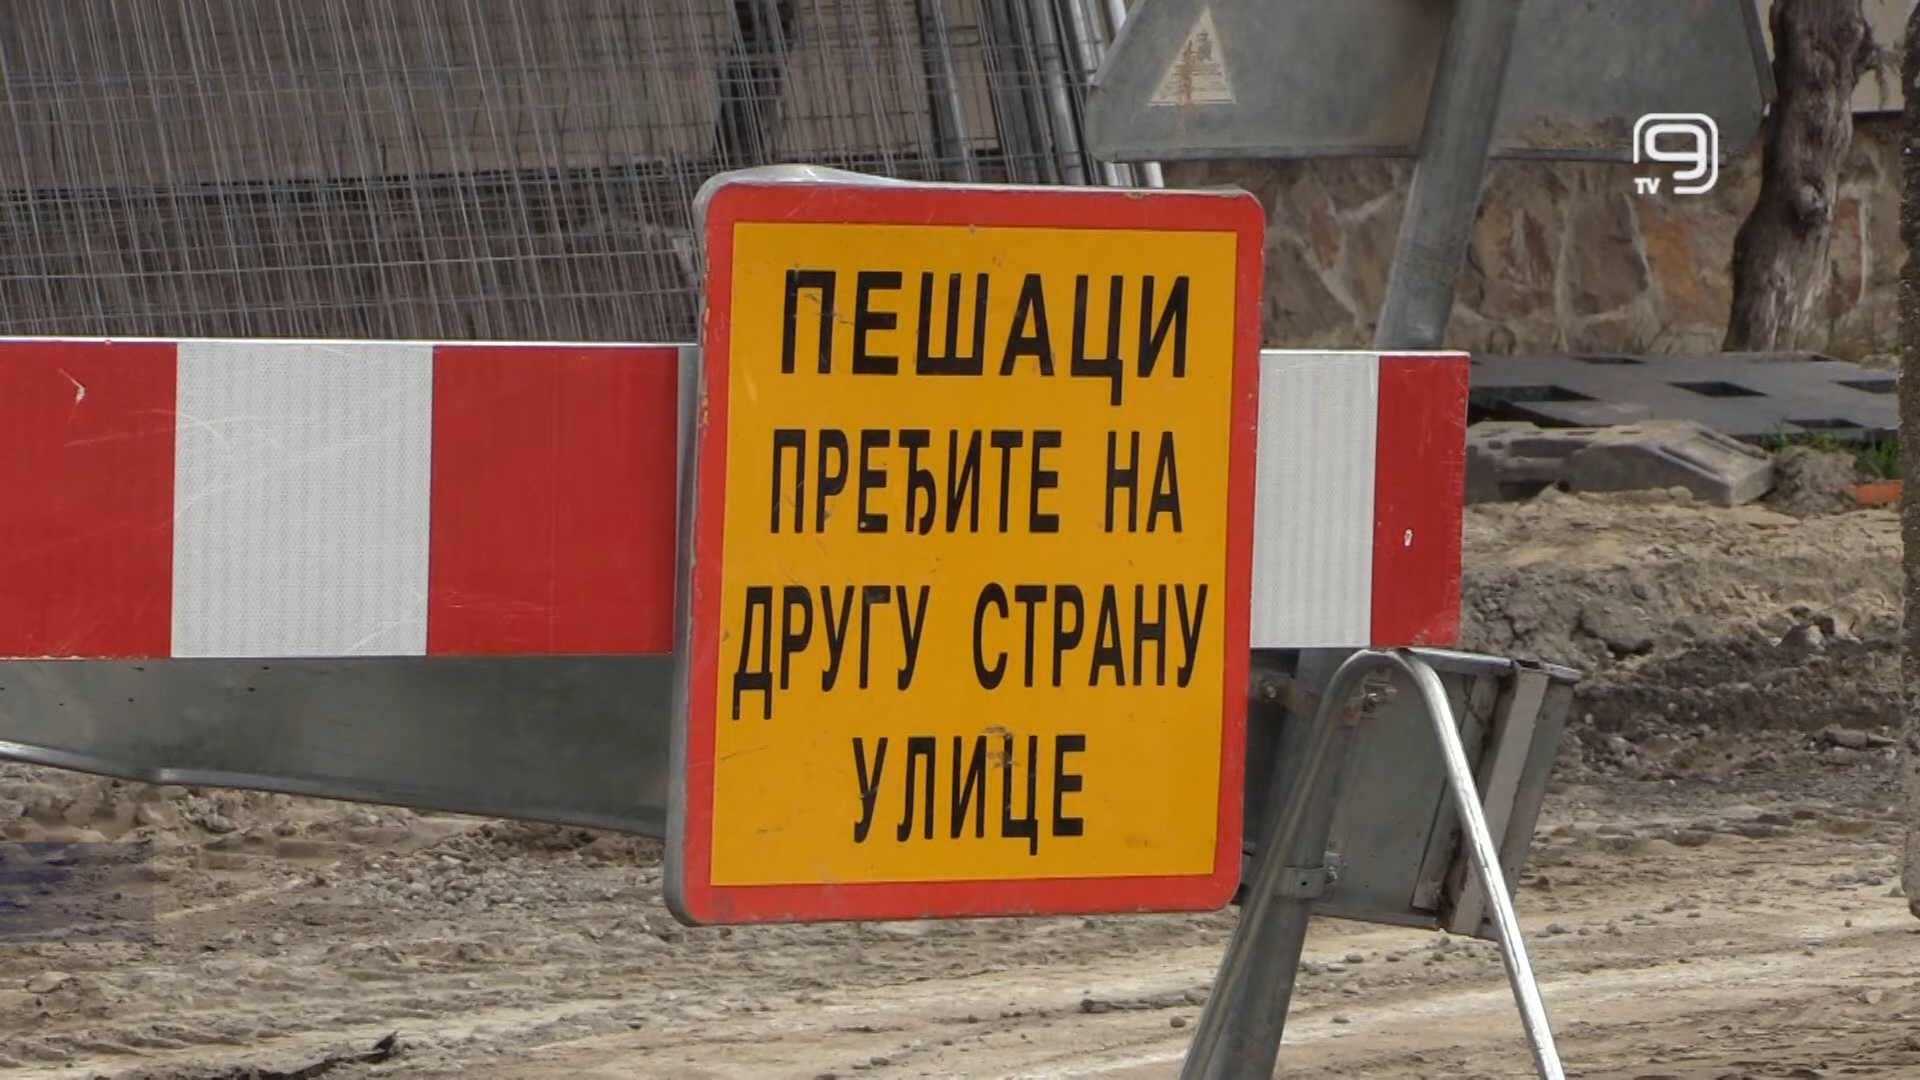 9
TV
ПЕШАЦИ
ПРЕЂИТЕ НА
ДРУГУ СТРАНУ
УЛИЦЕ